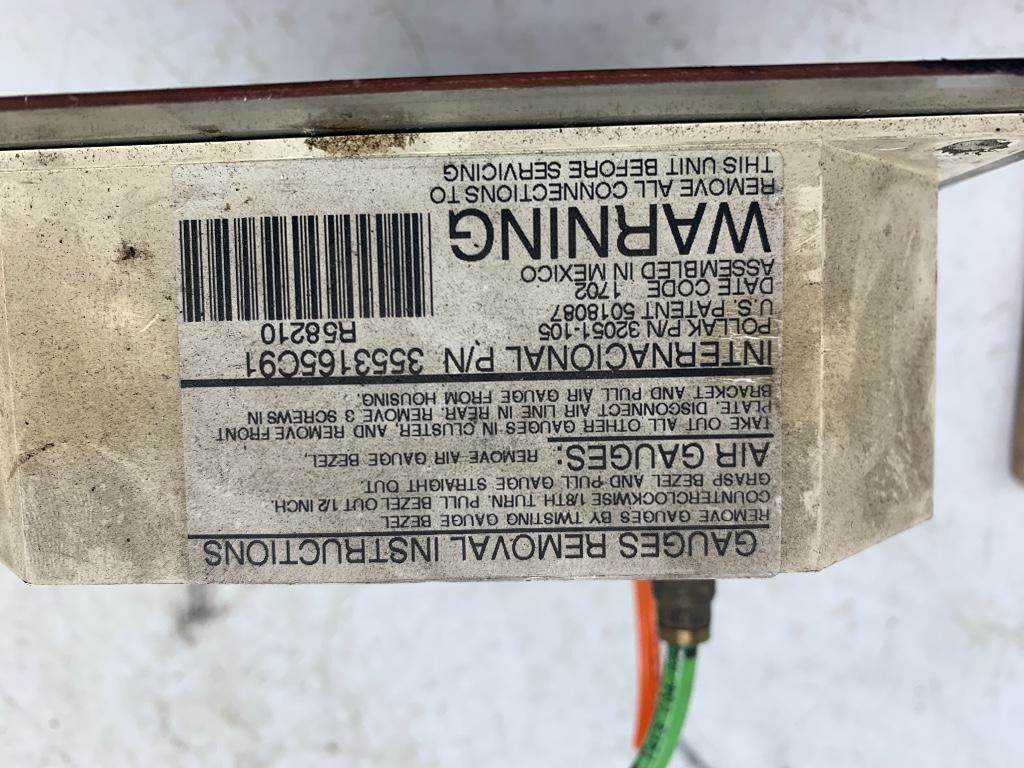 GAUGES REMOVAL INSTRUCTIONS
REMOVE GAUGES BY TWISTING GAUGE BEZEL
COUNTERCLOCKWISE 1/8TH TURN. PULL BEZEL OUT 1/2 INCH.
GRASP BEZEL AND PULL GAUGE STRAIGHT OUT.
AIR GAUGES: REMOVE AIR GAUGE BEZEL,
TAKE OUT ALL OTHER GAUGES IN CLUSTER, AND REMOVE FRONT
PLATE. DISCONNECT AIR LINE IN REAR. REMOVE 3 SCREWS IN
BRACKET AND PULL AIR GAUGE FROM HOUSING.
INTERNACIONAL P/N 3553165C91
POLLAK P/N 32051-105 R58210
U.S. PATENT 5018087
DATE CODE 1702
ASSEMBLED IN MEXICO
WARNING
REMOVE ALL CONNECTIONS TO
THIS UNIT BEFORE SERVICING